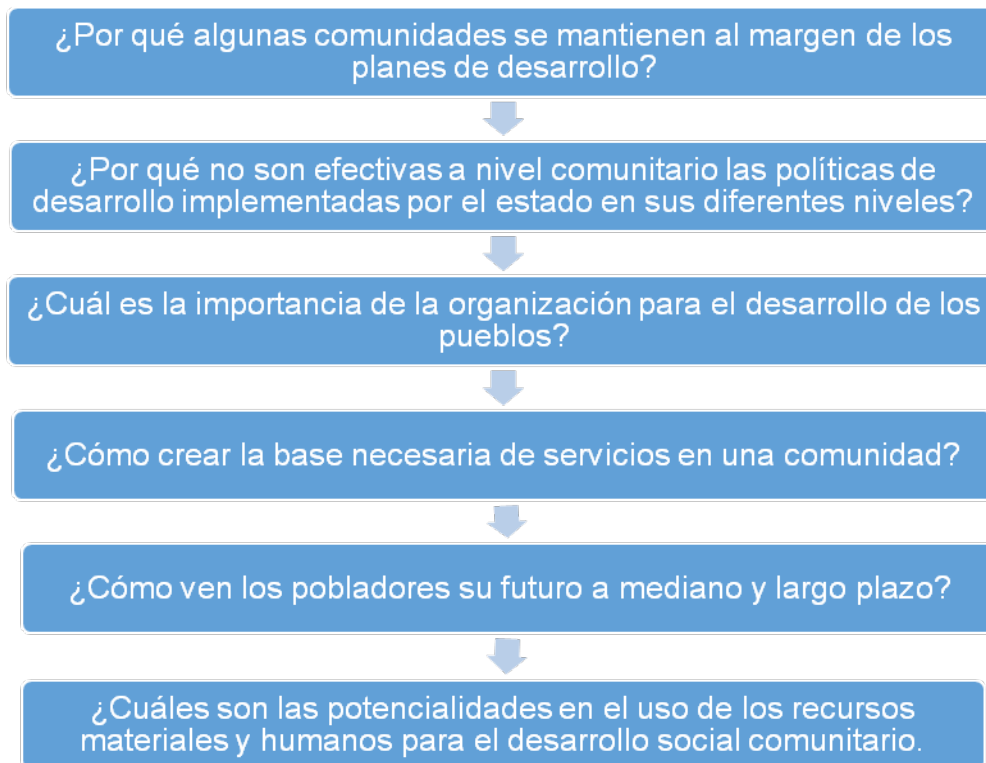 ¿Por qué algunas comunidades se mantienen al margen de los
planes de desarrollo?
¿Por qué no son efectivas a nivel comunitario las políticas de
desarrollo implementadas por el estado en sus diferentes niveles?
¿Cuál es la importancia de la organización para el desarrollo de los
pueblos?
¿Cómo crear la base necesaria de servicios en una comunidad?
¿Cómo ven los pobladores su futuro a mediano y largo plazo?
¿Cuáles son las potencialidades en el uso de los recursos
materiales y humanos para el desarrollo social comunitario.